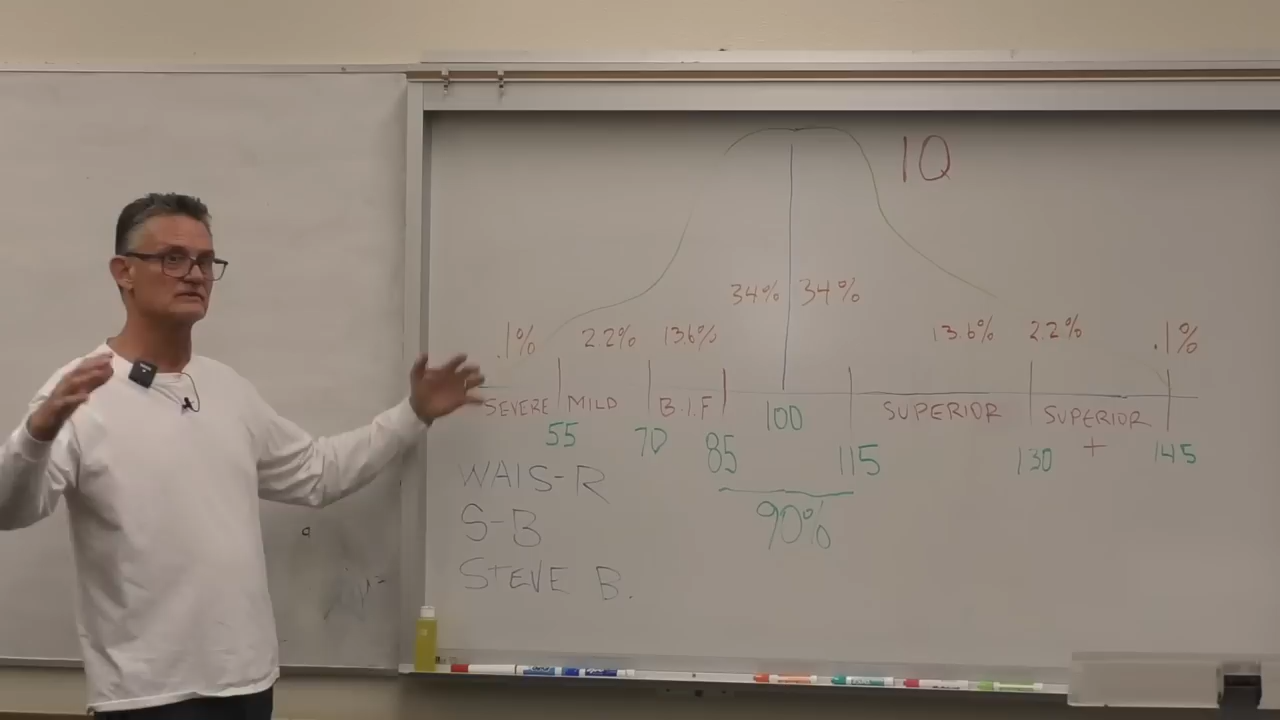 IQ
34% 34%
.1% 2.2% 13.6% 13.6% 2.2% .1%
SEVERE MILD B.I.F 100 SUPERIOR SUPERIOR +
55 70 85 115 130 145
WAIS-R
90%
S-B
STEVE B.